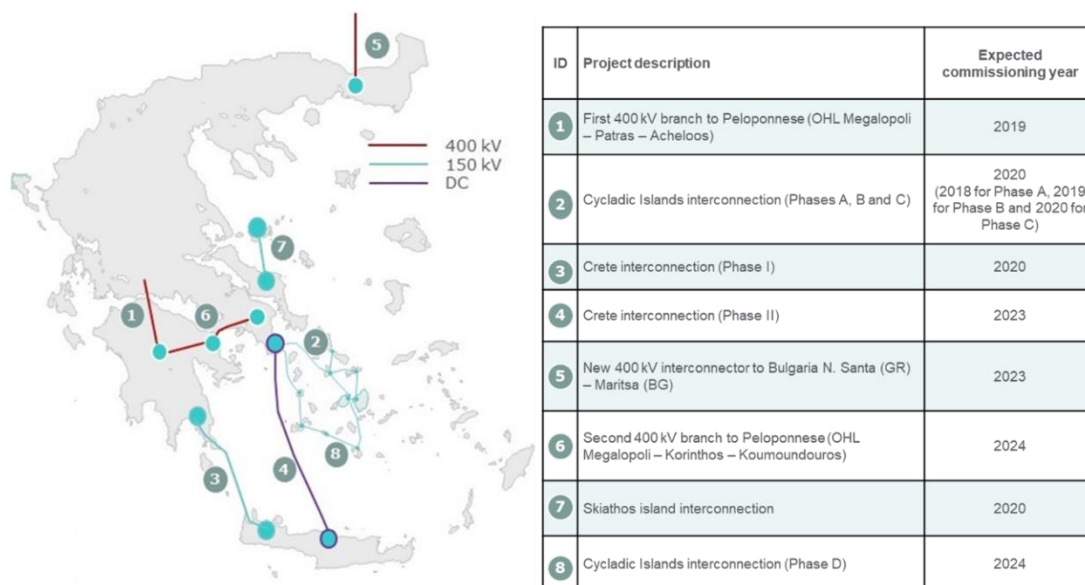 5
400 kV
150 kV
DC
7
1
6
2
8
4
3
ID Project description Expected
commissioning year
1 First 400 kV branch to Peloponnese (OHL Megalopoli
– Patras – Acheloos) 2019
2 Cycladic Islands interconnection (Phases A, B and C) 2020
(2018 for Phase A, 2019
for Phase B and 2020 for
Phase C)
3 Crete interconnection (Phase I) 2020
4 Crete interconnection (Phase II) 2023
5 New 400 kV interconnector to Bulgaria N. Santa (GR)
– Maritsa (BG) 2023
6 Second 400 kV branch to Peloponnese (OHL
Megalopoli – Korinthos – Koumoundouros) 2024
7 Skiathos island interconnection 2020
8 Cycladic Islands interconnection (Phase D) 2024